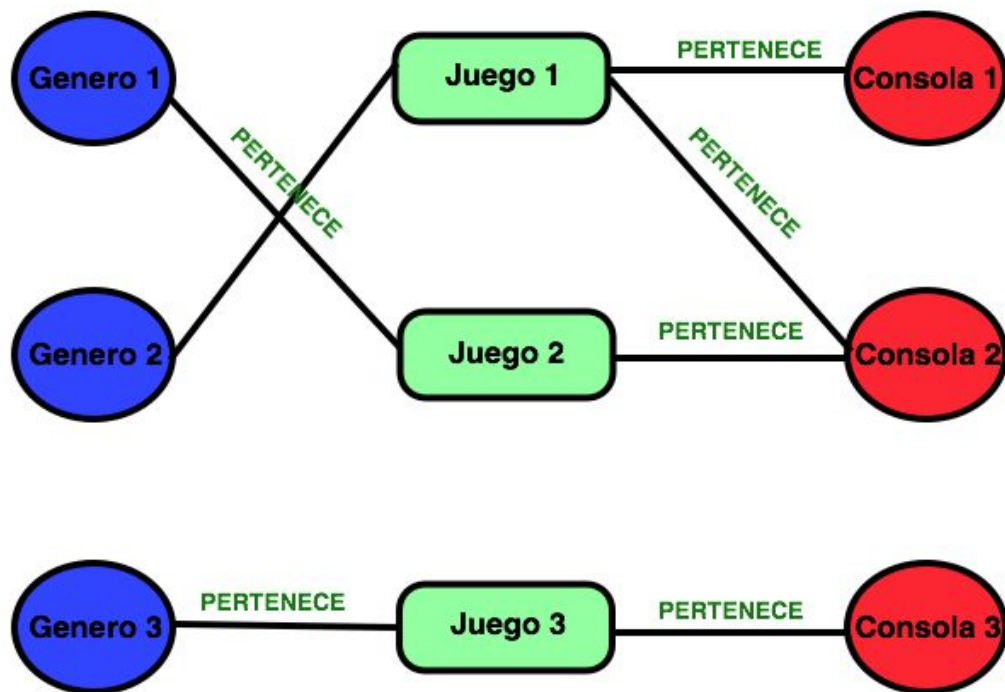 Genero 1
Juego 1
PERTENECE
Consola 1
PERTENECE
PERTENECE
Genero 2
Juego 2
PERTENECE
Consola 2
Genero 3
PERTENECE
Juego 3
PERTENECE
Consola 3